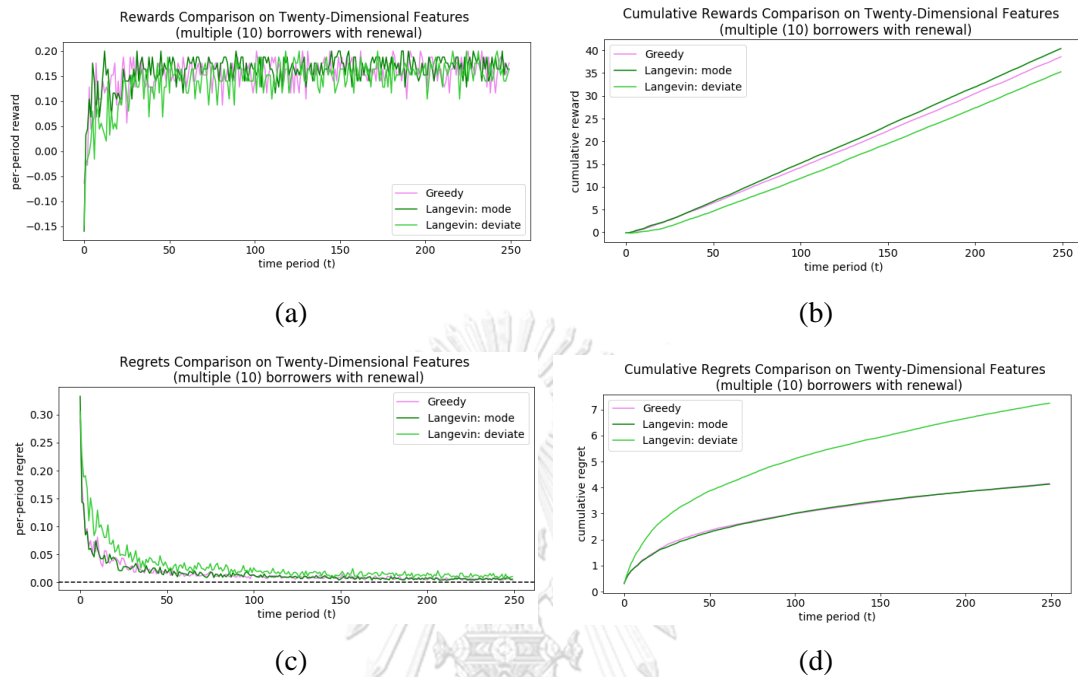 Rewards Comparison on Twenty-Dimensional Features
(multiple (10) borrowers with renewal)
0.20
0.15
0.10
0.05
0.00
−0.05
−0.10
−0.15
per-period reward
Greedy
Langevin: mode
Langevin: deviate
0 50 100 150 200 250
time period (t)
(a)
Cumulative Rewards Comparison on Twenty-Dimensional Features
(multiple (10) borrowers with renewal)
40
35
30
25
20
15
10
5
0
cumulative reward
Greedy
Langevin: mode
Langevin: deviate
0 50 100 150 200 250
time period (t)
(b)
Regrets Comparison on Twenty-Dimensional Features
(multiple (10) borrowers with renewal)
0.30
0.25
0.20
0.15
0.10
0.05
0.00
per-period regret
Greedy
Langevin: mode
Langevin: deviate
0 50 100 150 200 250
time period (t)
(c)
Cumulative Regrets Comparison on Twenty-Dimensional Features
(multiple (10) borrowers with renewal)
7
6
5
4
3
2
1
0
cumulative regret
Greedy
Langevin: mode
Langevin: deviate
0 50 100 150 200 250
time period (t)
(d)